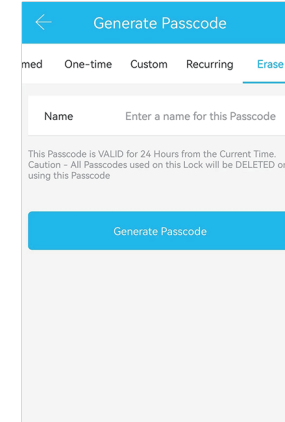 Generate Passcode
One-time Custom Recurring Erase
Name Enter a name for this Passcode
This Passcode is VALID for 24 Hours from the Current Time.
Caution - All Passcodes used on this Lock will be DELETED
using this Passcode
Generate Passcode